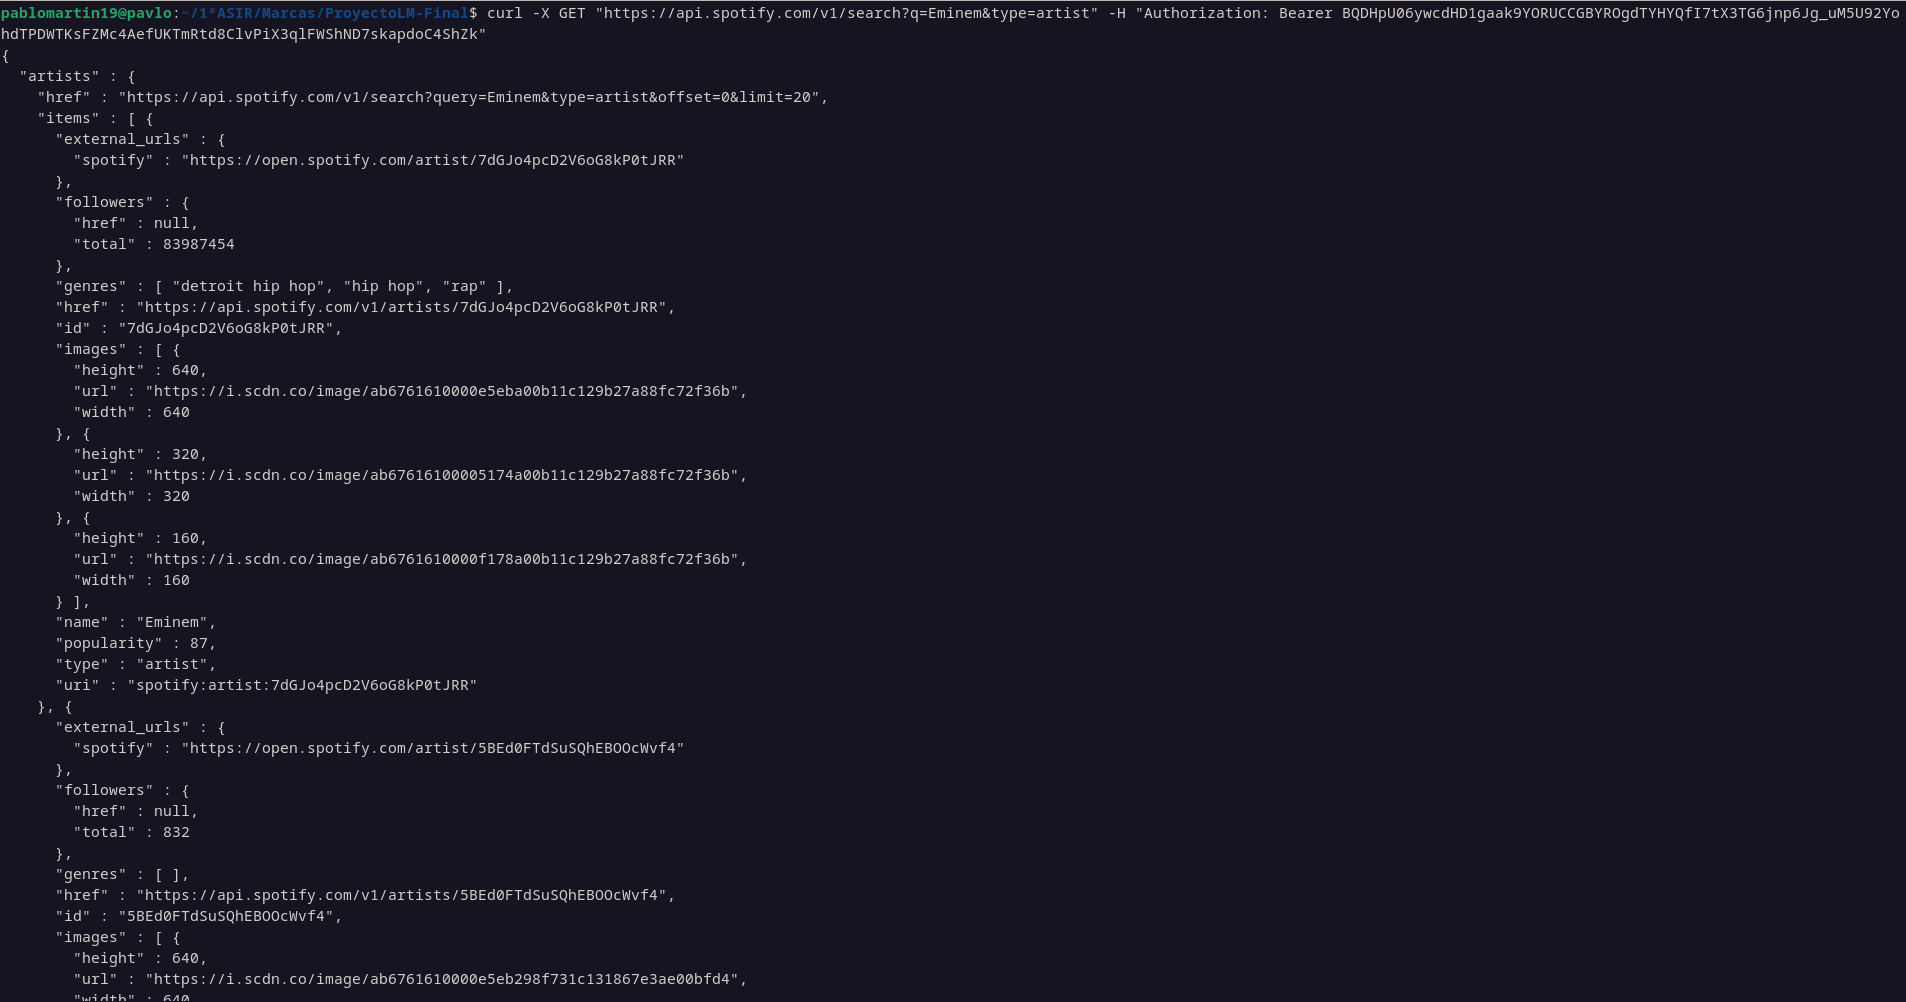 pablomartin19@pavlo:~/1ºASIR/Marcas/ProyectoLM-Final$ curl -X GET "https://api.spotify.com/v1/search?q=Eminem&type=artist" -H "Authorization: Bearer BQDHpU06ywcdHD1gaak9YORUCCGBYROgdTYHYQfI7tX3TG6jnp6Jg_uM5U92Yo
hdTPDWTKsFZMc4AefUKTmRtd8ClvPiX3qlFWShND7skapdoC4ShZk"
{
  "artists" : {
    "href" : "https://api.spotify.com/v1/search?query=Eminem&type=artist&offset=0&limit=20",
    "items" : [ {
      "external_urls" : {
        "spotify" : "https://open.spotify.com/artist/7dGJo4pcD2V6oG8kP0tJRR"
      },
      "followers" : {
        "href" : null,
        "total" : 83987454
      },
      "genres" : [ "detroit hip hop", "hip hop", "rap" ],
      "href" : "https://api.spotify.com/v1/artists/7dGJo4pcD2V6oG8kP0tJRR",
      "id" : "7dGJo4pcD2V6oG8kP0tJRR",
      "images" : [ {
        "height" : 640,
        "url" : "https://i.scdn.co/image/ab6761610000e5eba00b11c129b27a88fc72f36b",
        "width" : 640
      }, {
        "height" : 320,
        "url" : "https://i.scdn.co/image/ab67616100005174a00b11c129b27a88fc72f36b",
        "width" : 320
      }, {
        "height" : 160,
        "url" : "https://i.scdn.co/image/ab6761610000f178a00b11c129b27a88fc72f36b",
        "width" : 160
      } ],
      "name" : "Eminem",
      "popularity" : 87,
      "type" : "artist",
      "uri" : "spotify:artist:7dGJo4pcD2V6oG8kP0tJRR"
    }, {
      "external_urls" : {
        "spotify" : "https://open.spotify.com/artist/5BEd0FTdSuSQhEBOOcWvf4"
      },
      "followers" : {
        "href" : null,
        "total" : 832
      },
      "genres" : [ ],
      "href" : "https://api.spotify.com/v1/artists/5BEd0FTdSuSQhEBOOcWvf4",
      "id" : "5BEd0FTdSuSQhEBOOcWvf4",
      "images" : [ {
        "height" : 640,
        "url" : "https://i.scdn.co/image/ab6761610000e5eb298f731c131867e3ae00bfd4",
        "width" : 640